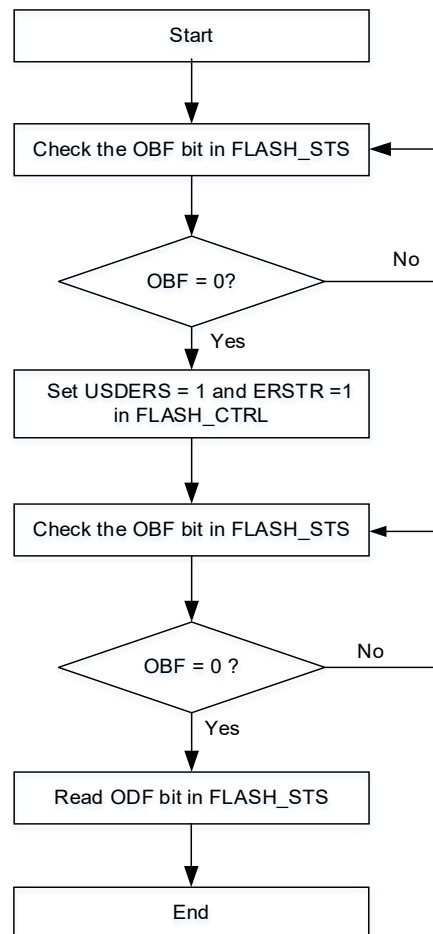 Start
Check the OBF bit in FLASH_STS
OBF = 0?
No
Yes
Set USDERS = 1 and ERSTR =1
in FLASH_CTRL
Check the OBF bit in FLASH_STS
OBF = 0 ?
No
Yes
Read ODF bit in FLASH_STS
End